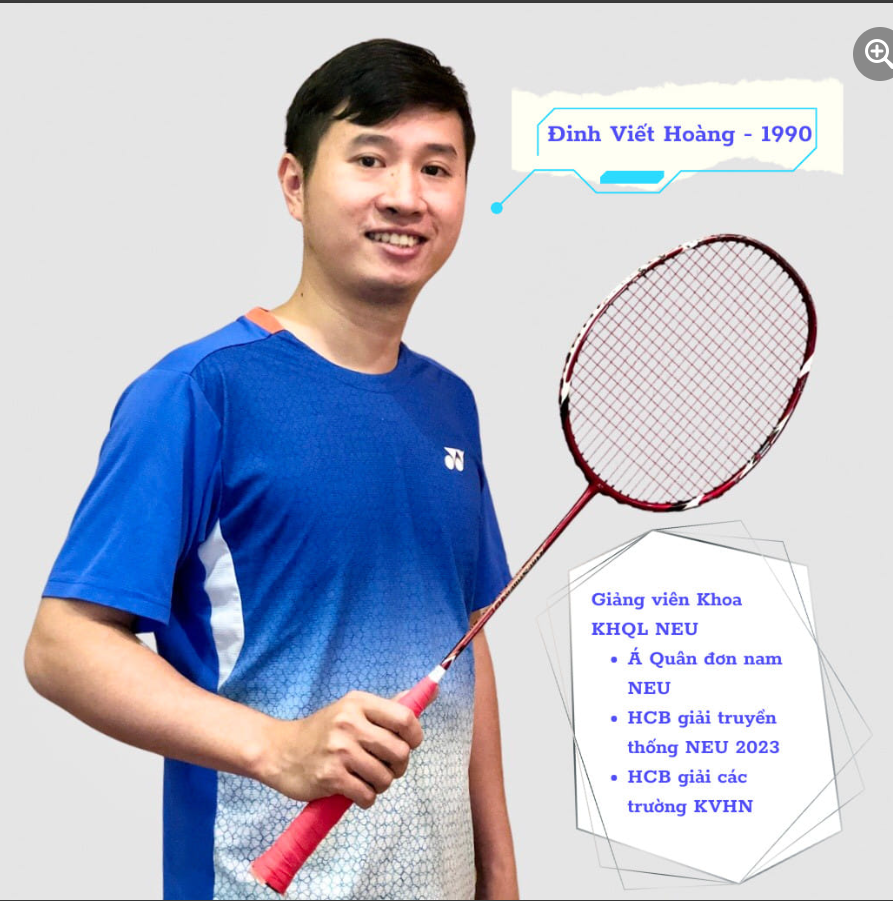 Đinh Viết Hoàng - 1990
Giảng viên Khoa
KHQL NEU
• Á Quân đơn nam
NEU
• HCB giải truyền
thống NEU 2023
• HCB giải các
trường KVHN